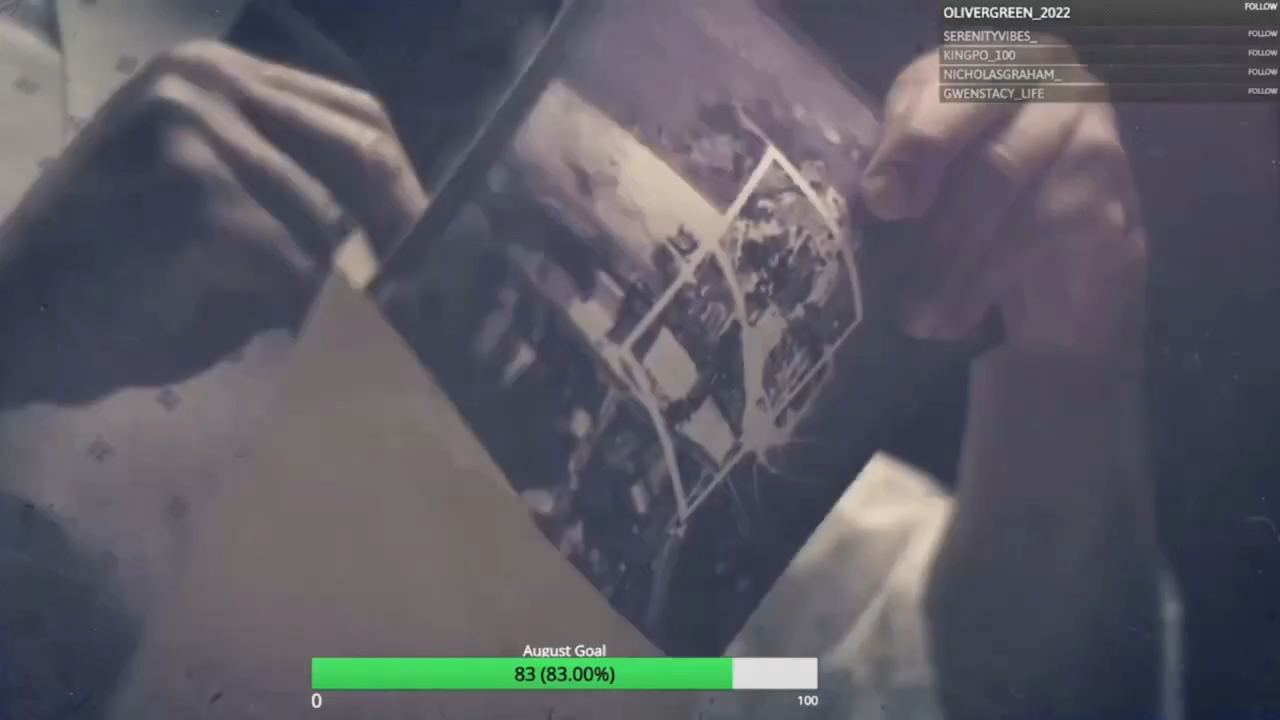 OLIVERGREEN_2022 FOLLOW
SERENITYVIBES_ FOLLOW
KINGPO_100 FOLLOW
NICHOLASGRAHAM_ FOLLOW
GWENSTACY_LIFE FOLLOW
August Goal
83 (83.00%)
0 100